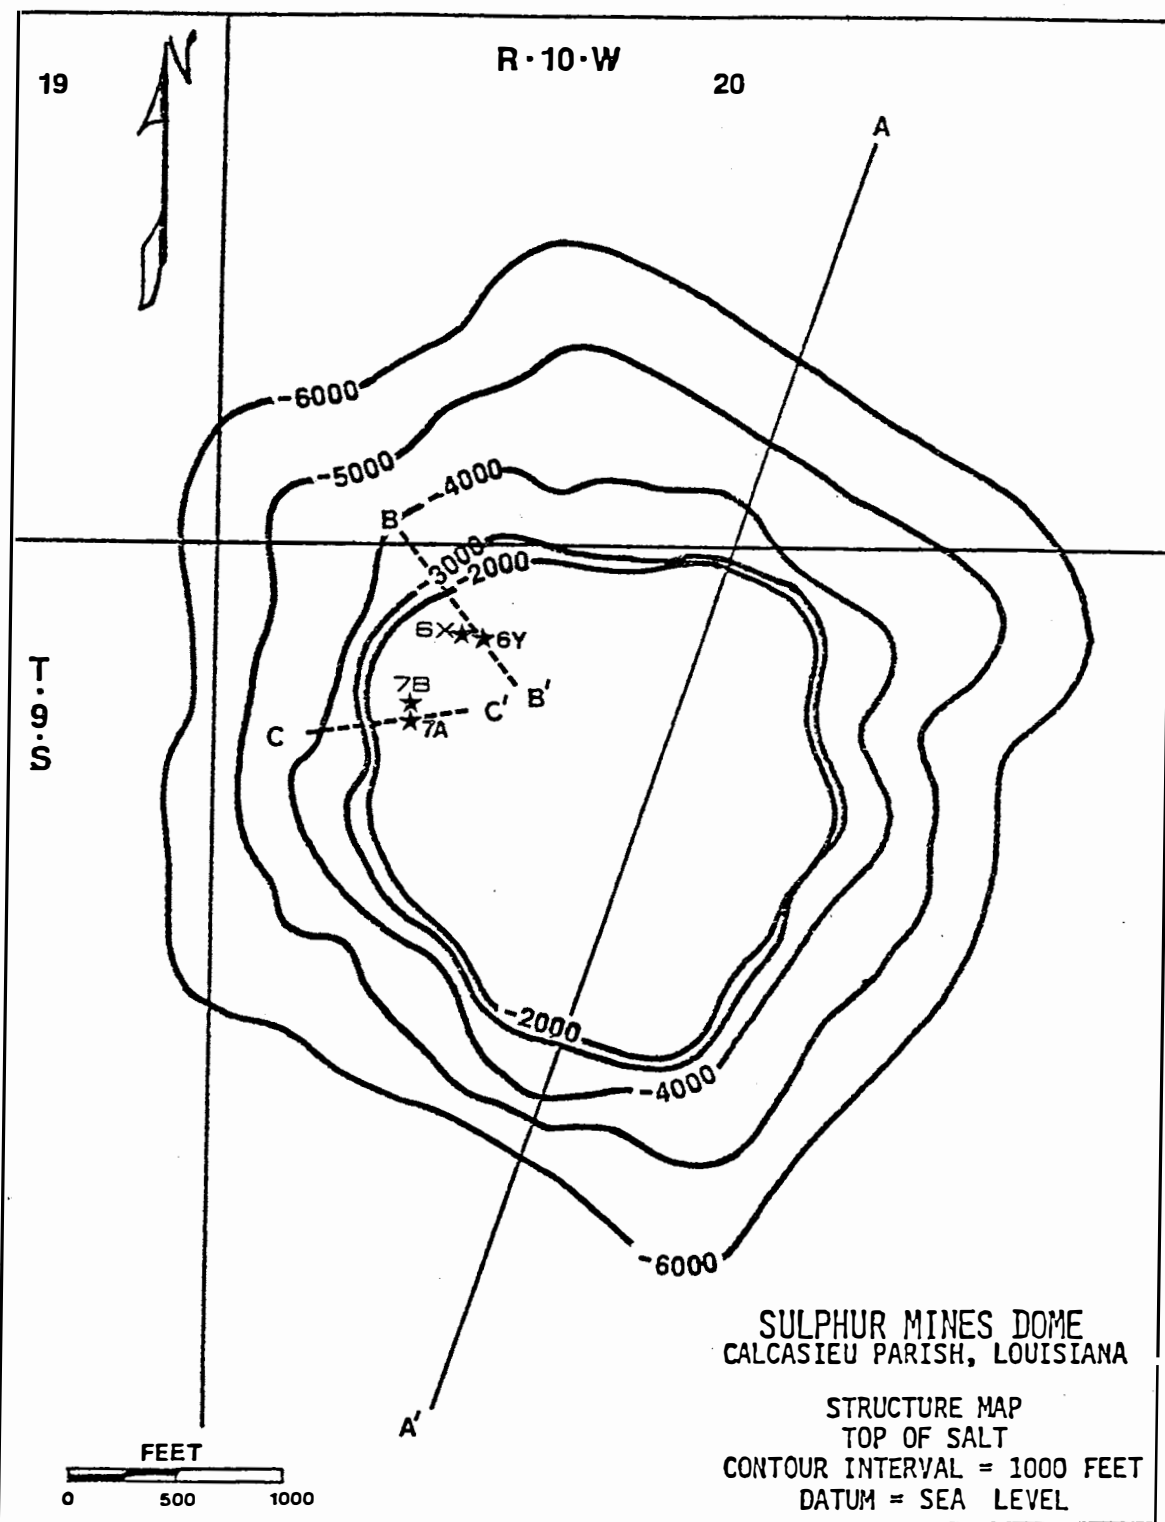 N
R·10·W
19
20
A
-6000
-5000
-4000
B
-3000
-2000
6X
6Y
7B
B'
C'
C
7A
T·9·S
-2000
-4000
-6000
SULPHUR MINES DOME
CALCASIEU PARISH, LOUISIANA
A'
STRUCTURE MAP
TOP OF SALT
CONTOUR INTERVAL = 1000 FEET
DATUM = SEA LEVEL
FEET
0 500 1000